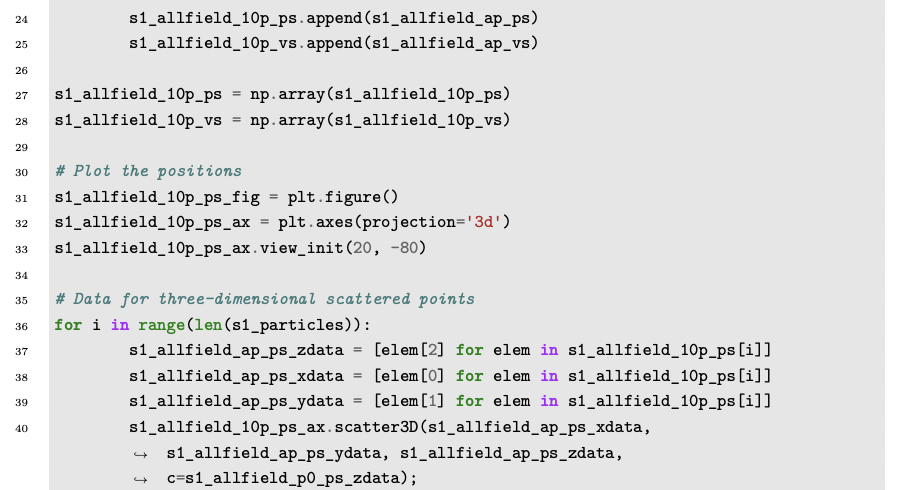 24 s1_allfield_10p_ps.append(s1_allfield_ap_ps)
25 s1_allfield_10p_vs.append(s1_allfield_ap_vs)
26
27 s1_allfield_10p_ps = np.array(s1_allfield_10p_ps)
28 s1_allfield_10p_vs = np.array(s1_allfield_10p_vs)
29
30 # Plot the positions
31 s1_allfield_10p_ps_fig = plt.figure()
32 s1_allfield_10p_ps_ax = plt.axes(projection='3d')
33 s1_allfield_10p_ps_ax.view_init(20, -80)
34
35 # Data for three-dimensional scattered points
36 for i in range(len(s1_particles)):
37 s1_allfield_ap_ps_zdata = [elem[2] for elem in s1_allfield_10p_ps[i]]
38 s1_allfield_ap_ps_xdata = [elem[0] for elem in s1_allfield_10p_ps[i]]
39 s1_allfield_ap_ps_ydata = [elem[1] for elem in s1_allfield_10p_ps[i]]
40 s1_allfield_10p_ps_ax.scatter3D(s1_allfield_ap_ps_xdata,
↪ s1_allfield_ap_ps_ydata, s1_allfield_ap_ps_zdata,
↪ c=s1_allfield_p0_ps_zdata);